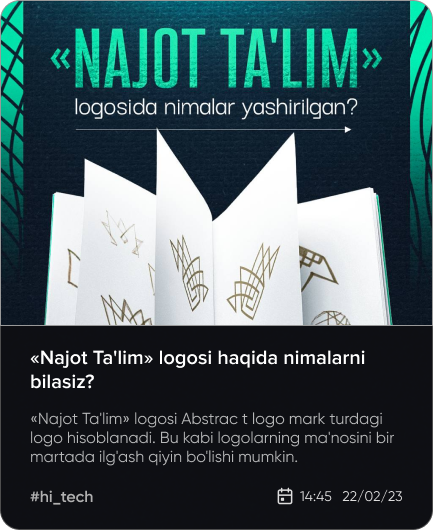 «NAJOT TA'LIM»
logosida nimalar yashirilgan?
«Najot Ta'lim» logosi haqida nimalarni
bilasiz?
«Najot Ta'lim» logosi Abstrac t logo mark turdagi
logo hisoblanadi. Bu kabi logolarning ma'nosini bir
martada ilg'ash qiyin bo'lishi mumkin.
#hi_tech 14:45 22/02/23